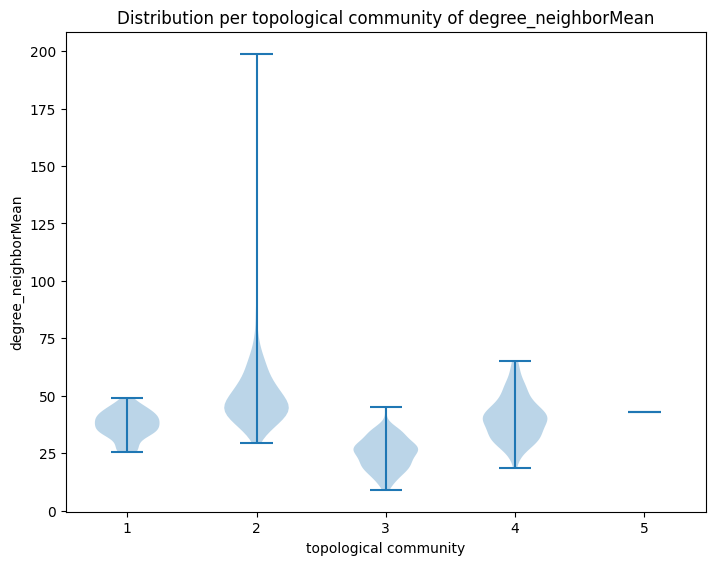 Distribution per topological community of degree_neighborMean
200
175
150
125
100
75
50
25
0
degree_neighborMean
1 2 3 4 5
topological community